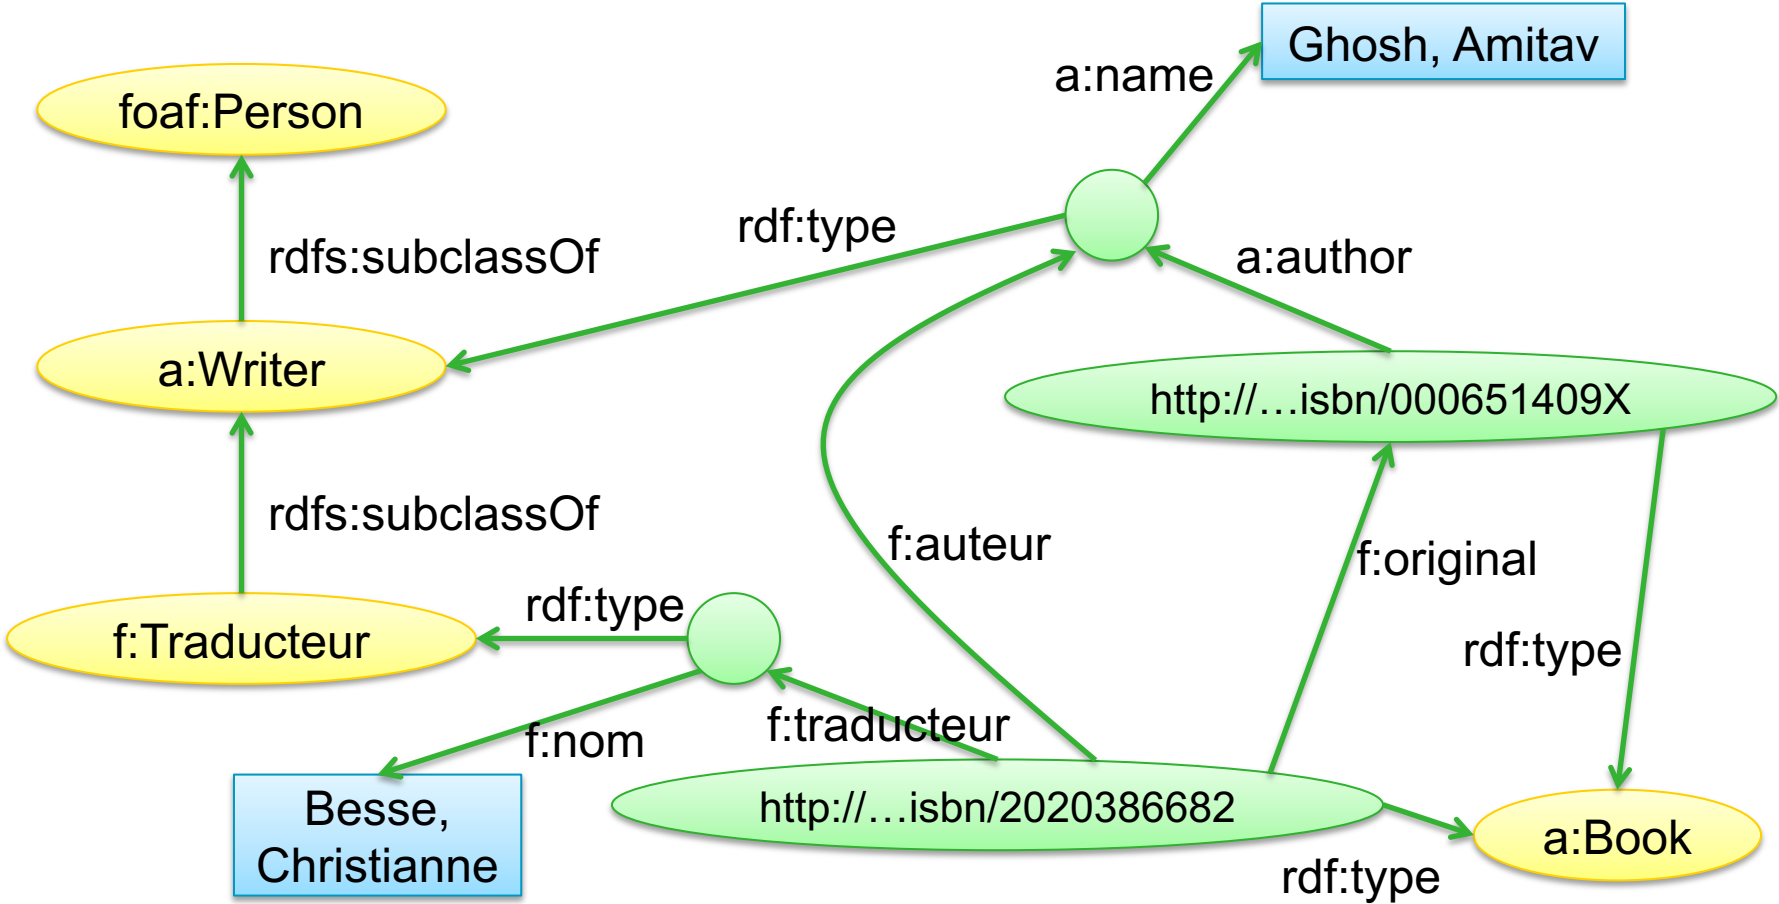 Ghosh, Amitav
a:name
foaf:Person
rdf:type
rdfs:subclassOf
a:author
a:Writer
http://…isbn/000651409X
rdfs:subclassOf
f:auteur
f:original
rdf:type
f:Traducteur
rdf:type
f:traducteur
f:nom
Besse,
Christianne
http://…isbn/2020386682
a:Book
rdf:type